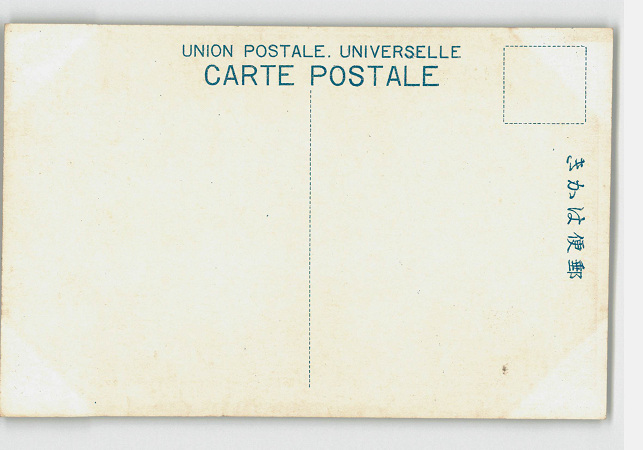 UNION POSTALE. UNIVERSELLE
CARTE POSTALE
きかは便郵